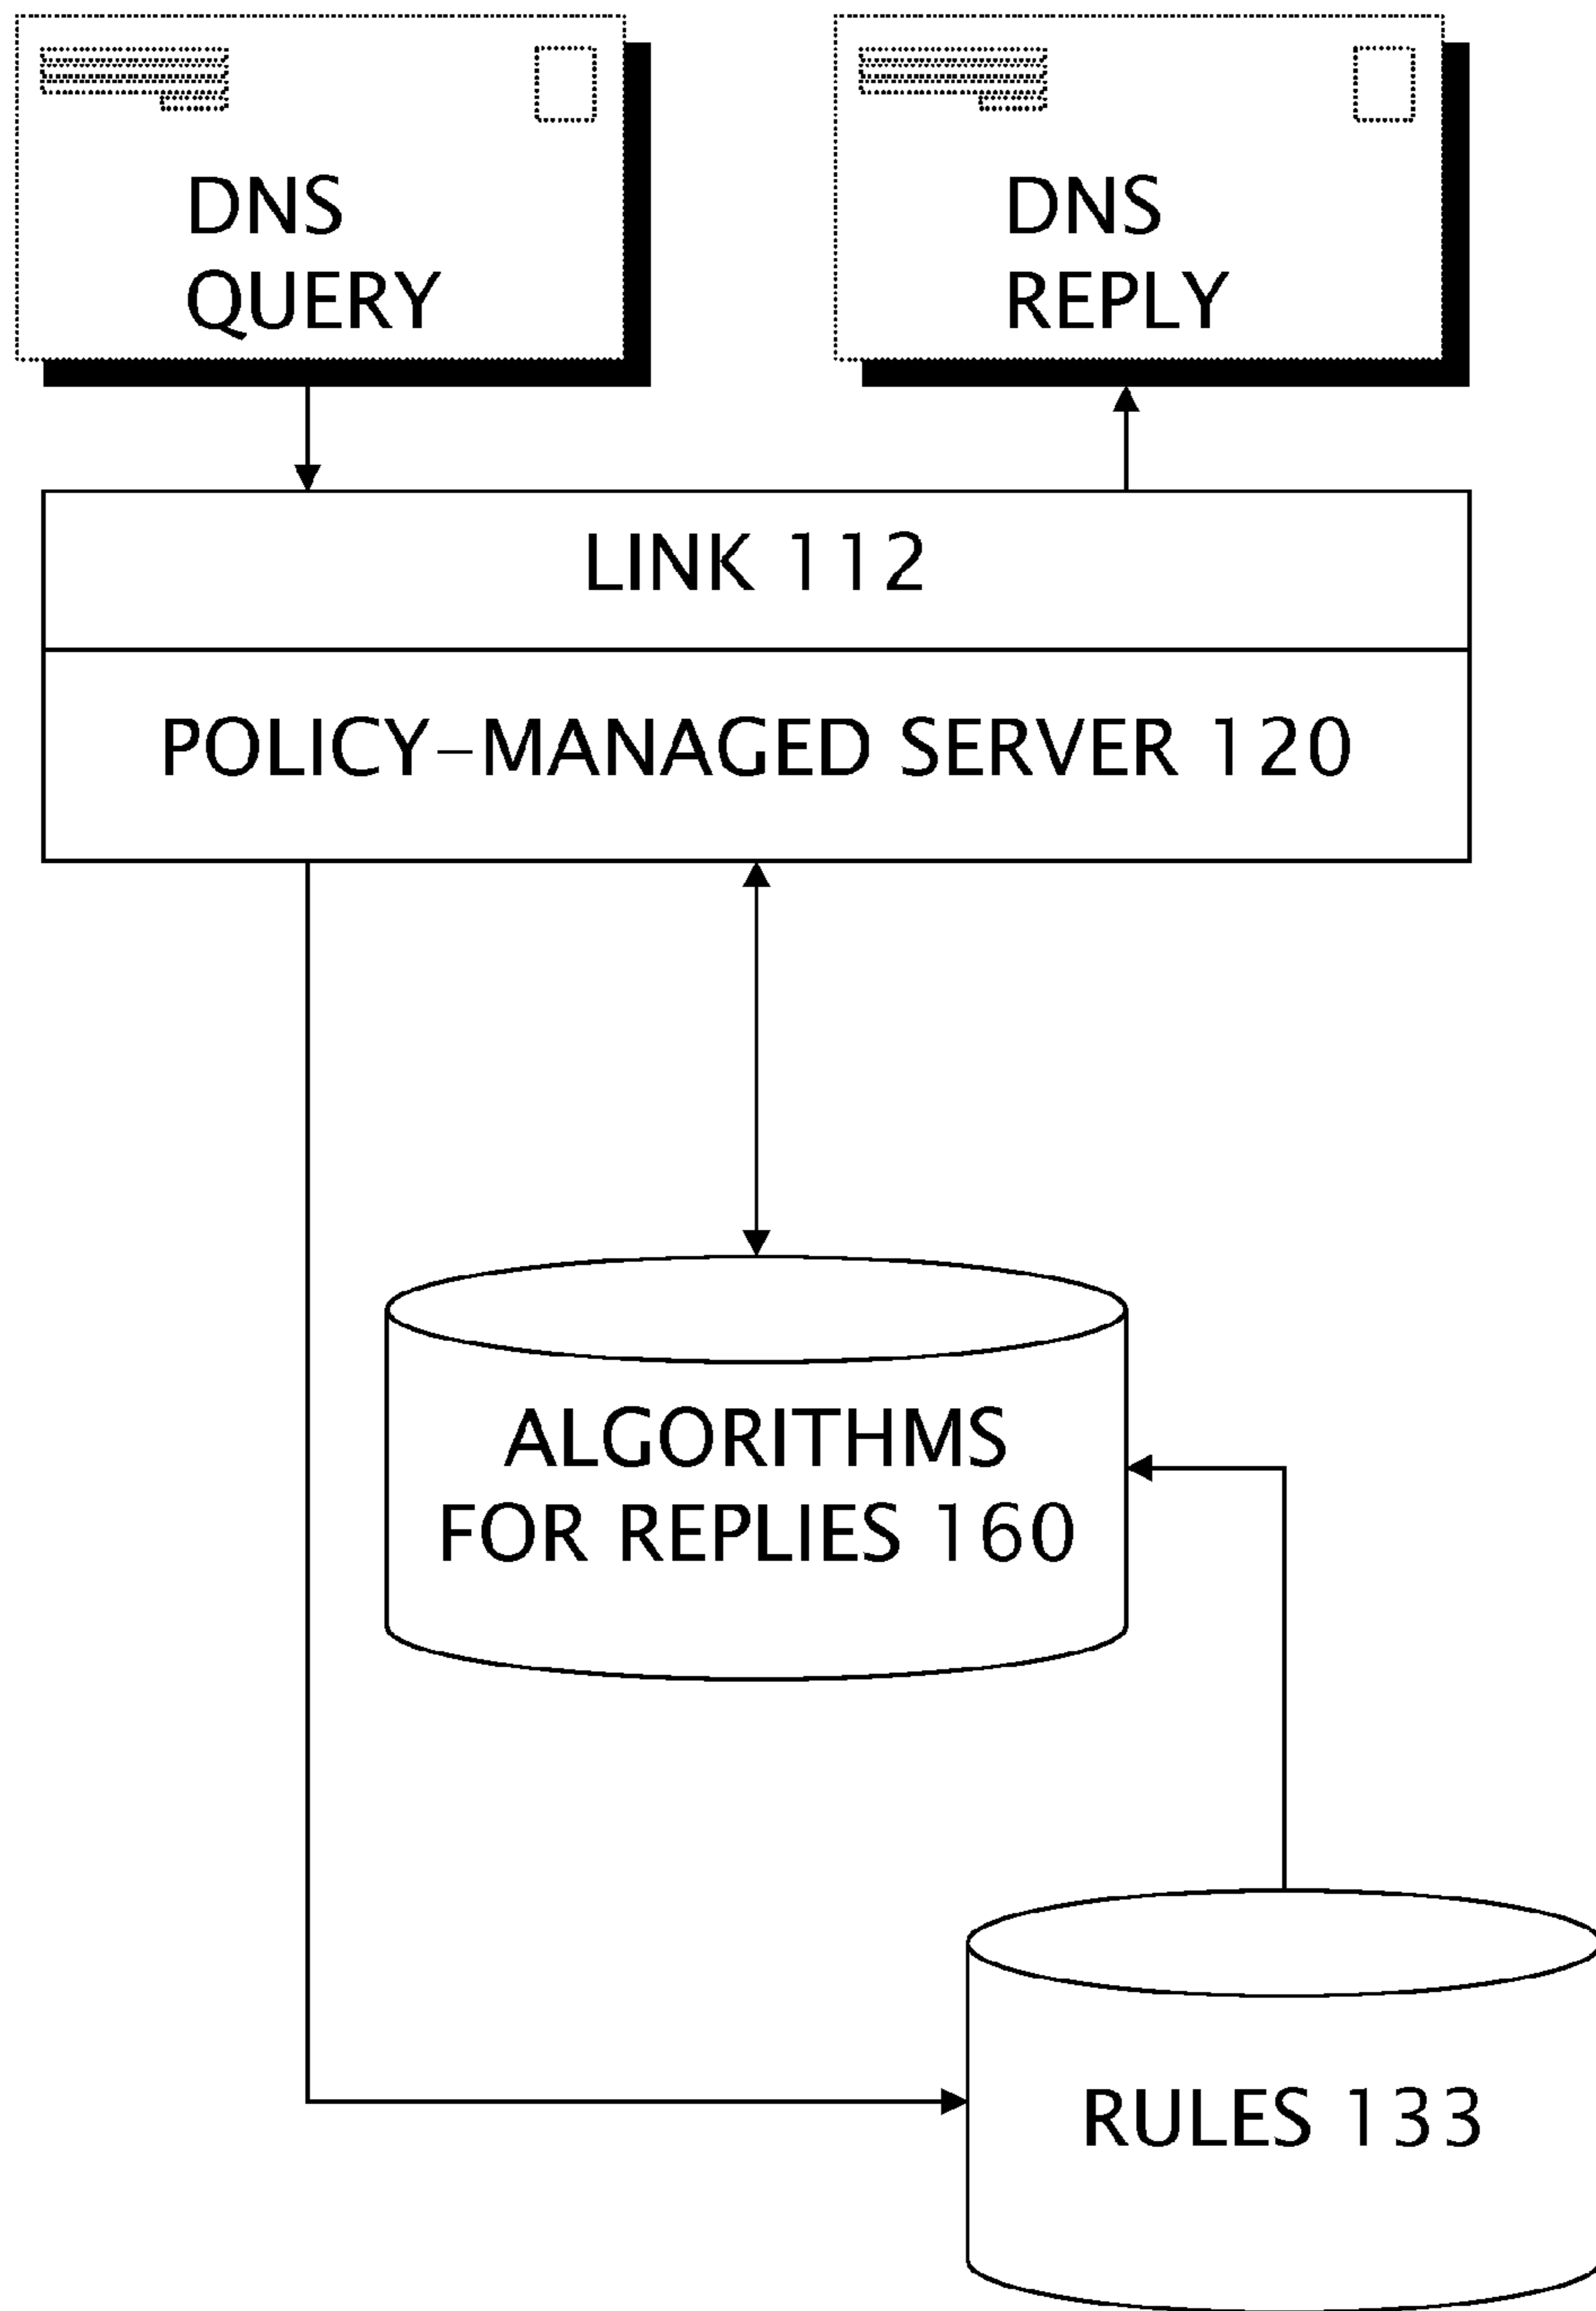 DNS
QUERY
DNS
REPLY
LINK 112
POLICY-MANAGED SERVER 120
ALGORITHMS
FOR REPLIES 160
RULES 133